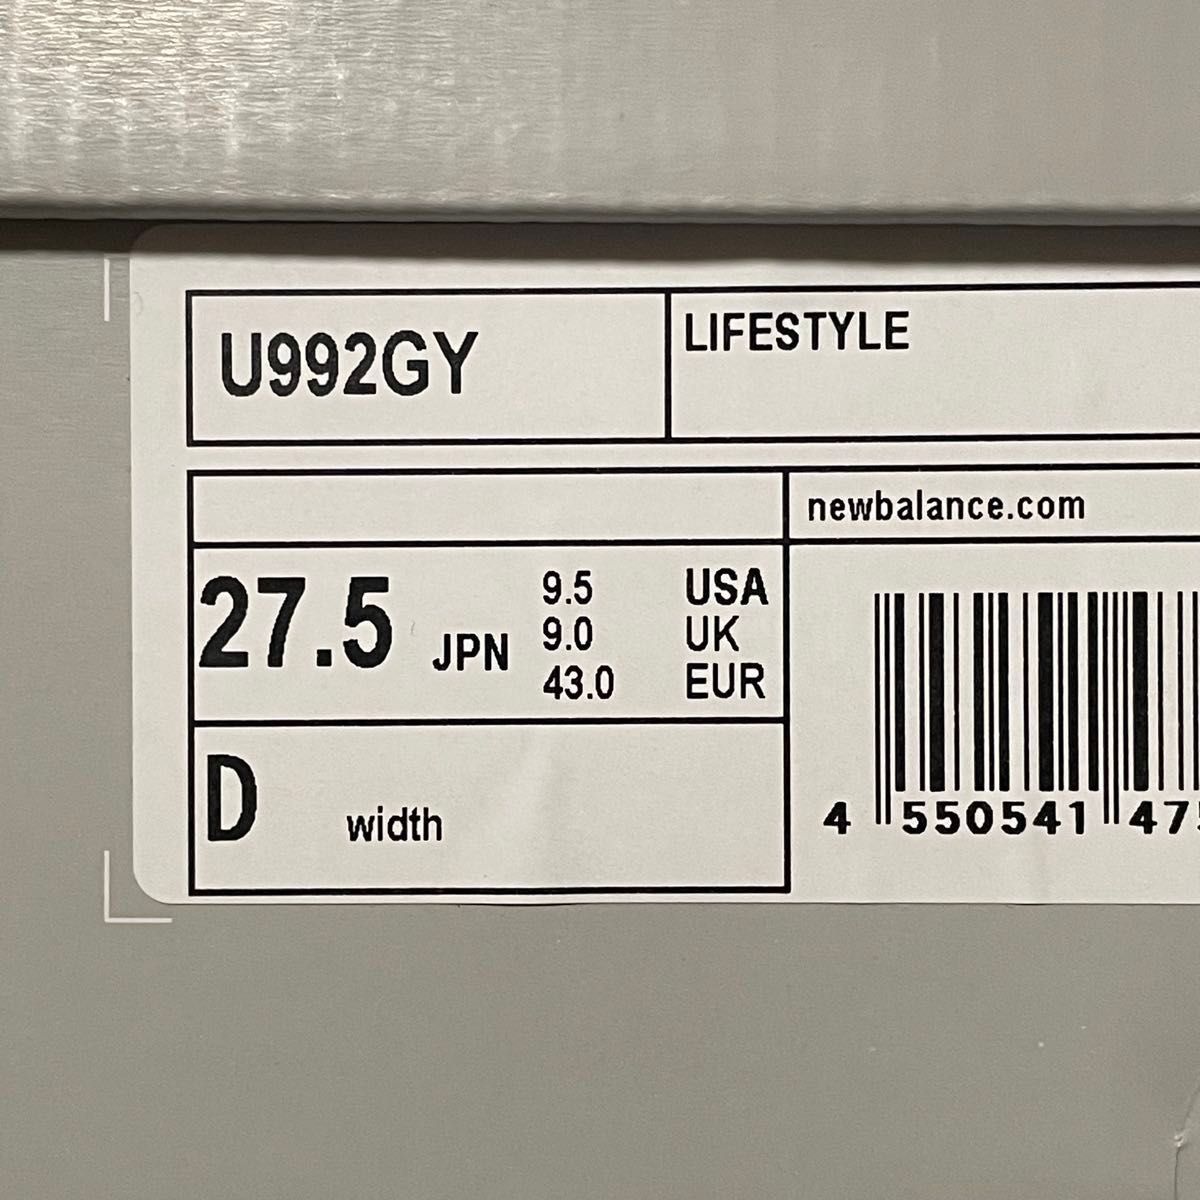 U992GY
LIFESTYLE
newbalance.com
27.5 JPN
9.5 USA
9.0 UK
43.0 EUR
D width
4 550541 47